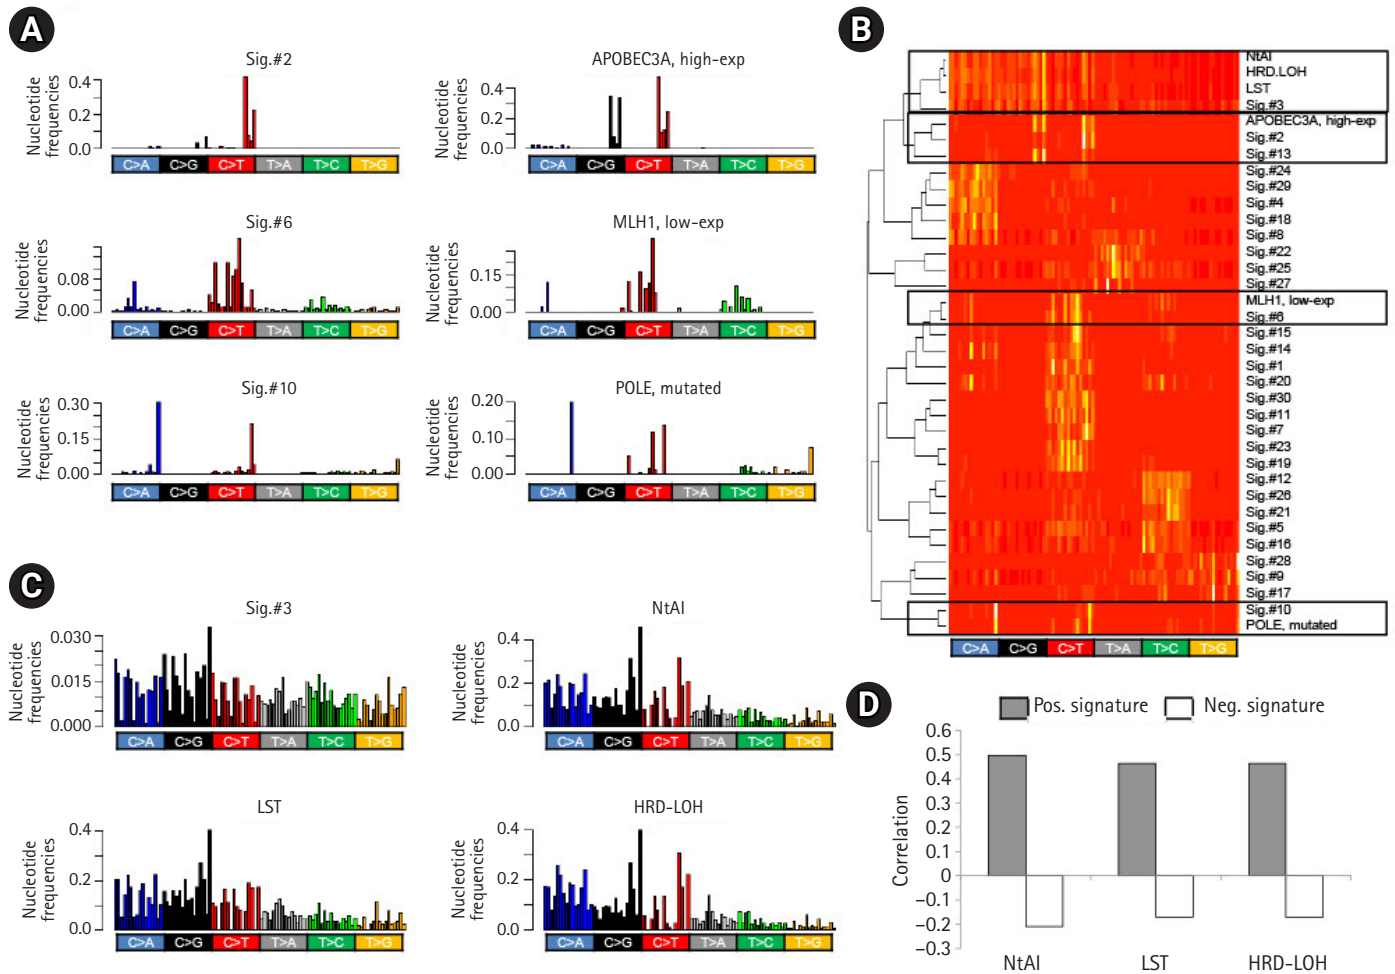 A
Sig.#2
Nucleotide frequencies
0.4
0.2
0.0
C>A C>G C>T T>A T>C T>G
APOBEC3A, high-exp
Nucleotide frequencies
0.4
0.2
0.0
C>A C>G C>T T>A T>C T>G
Sig.#6
Nucleotide frequencies
0.08
0.00
C>A C>G C>T T>A T>C T>G
MLH1, low-exp
Nucleotide frequencies
0.15
0.00
C>A C>G C>T T>A T>C T>G
Sig.#10
Nucleotide frequencies
0.30
0.15
0.00
C>A C>G C>T T>A T>C T>G
POLE, mutated
Nucleotide frequencies
0.20
0.10
0.00
C>A C>G C>T T>A T>C T>G
B
NtAI
HRD.LOH
LST
Sig.#3
APOBEC3A, high-exp
Sig.#2
Sig.#13
Sig.#24
Sig.#29
Sig.#4
Sig.#18
Sig.#8
Sig.#22
Sig.#25
Sig.#27
MLH1, low-exp
Sig.#6
Sig.#15
Sig.#14
Sig.#1
Sig.#20
Sig.#30
Sig.#11
Sig.#7
Sig.#23
Sig.#19
Sig.#12
Sig.#26
Sig.#21
Sig.#5
Sig.#16
Sig.#28
Sig.#9
Sig.#17
Sig.#10
POLE, mutated
C>A C>G C>T T>A T>C T>G
C
Sig.#3
Nucleotide frequencies
0.030
0.015
0.000
C>A C>G C>T T>A T>C T>G
NtAI
Nucleotide frequencies
0.4
0.2
0.0
C>A C>G C>T T>A T>C T>G
LST
Nucleotide frequencies
0.4
0.2
0.0
C>A C>G C>T T>A T>C T>G
HRD-LOH
Nucleotide frequencies
0.4
0.2
0.0
C>A C>G C>T T>A T>C T>G
D
Pos. signature Neg. signature
Correlation
0.6
0.5
0.4
0.3
0.2
0.1
0
−0.1
−0.2
−0.3
NtAI LST HRD-LOH